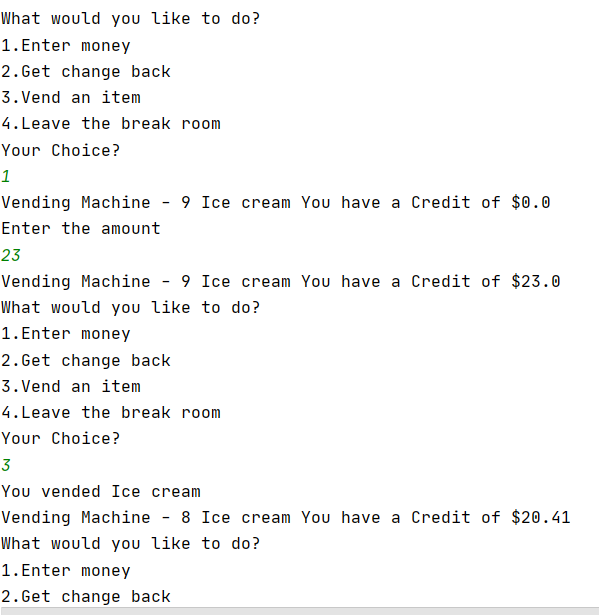 What would you like to do?
1.Enter money
2.Get change back
3.Vend an item
4.Leave the break room
Your Choice?
1
Vending Machine - 9 Ice cream You have a Credit of $0.0
Enter the amount
23
Vending Machine - 9 Ice cream You have a Credit of $23.0
What would you like to do?
1.Enter money
2.Get change back
3.Vend an item
4.Leave the break room
Your Choice?
3
You vended Ice cream
Vending Machine - 8 Ice cream You have a Credit of $20.41
What would you like to do?
1.Enter money
2.Get change back